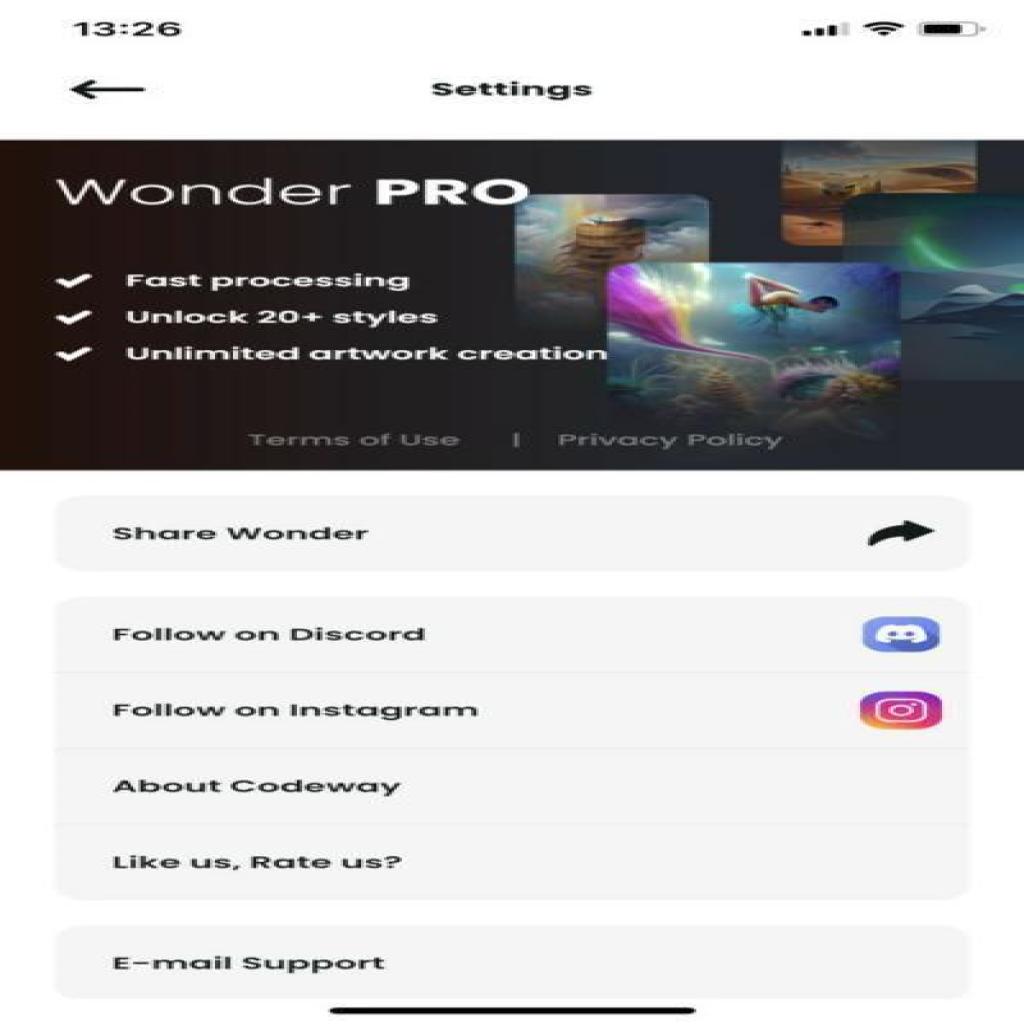 13:26
Settings
Wonder PRO
Fast processing
Unlock 20+ styles
Unlimited artwork creation
Terms of Use | Privacy Policy
Share Wonder
Follow on Discord
Follow on Instagram
About Codeway
Like us, Rate us?
E-mail Support